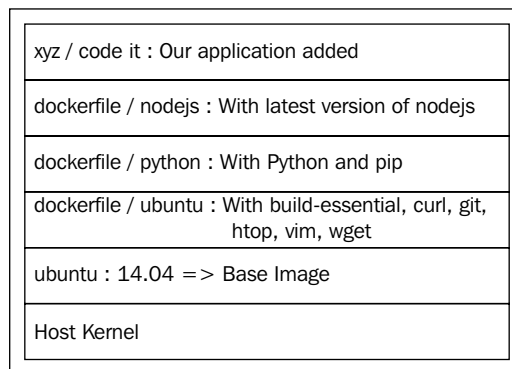 xyz / code it : Our application added
dockerfile / nodejs : With latest version of nodejs
dockerfile / python : With Python and pip
dockerfile / ubuntu : With build-essential, curl, git,
htop, vim, wget
ubuntu : 14.04 => Base Image
Host Kernel